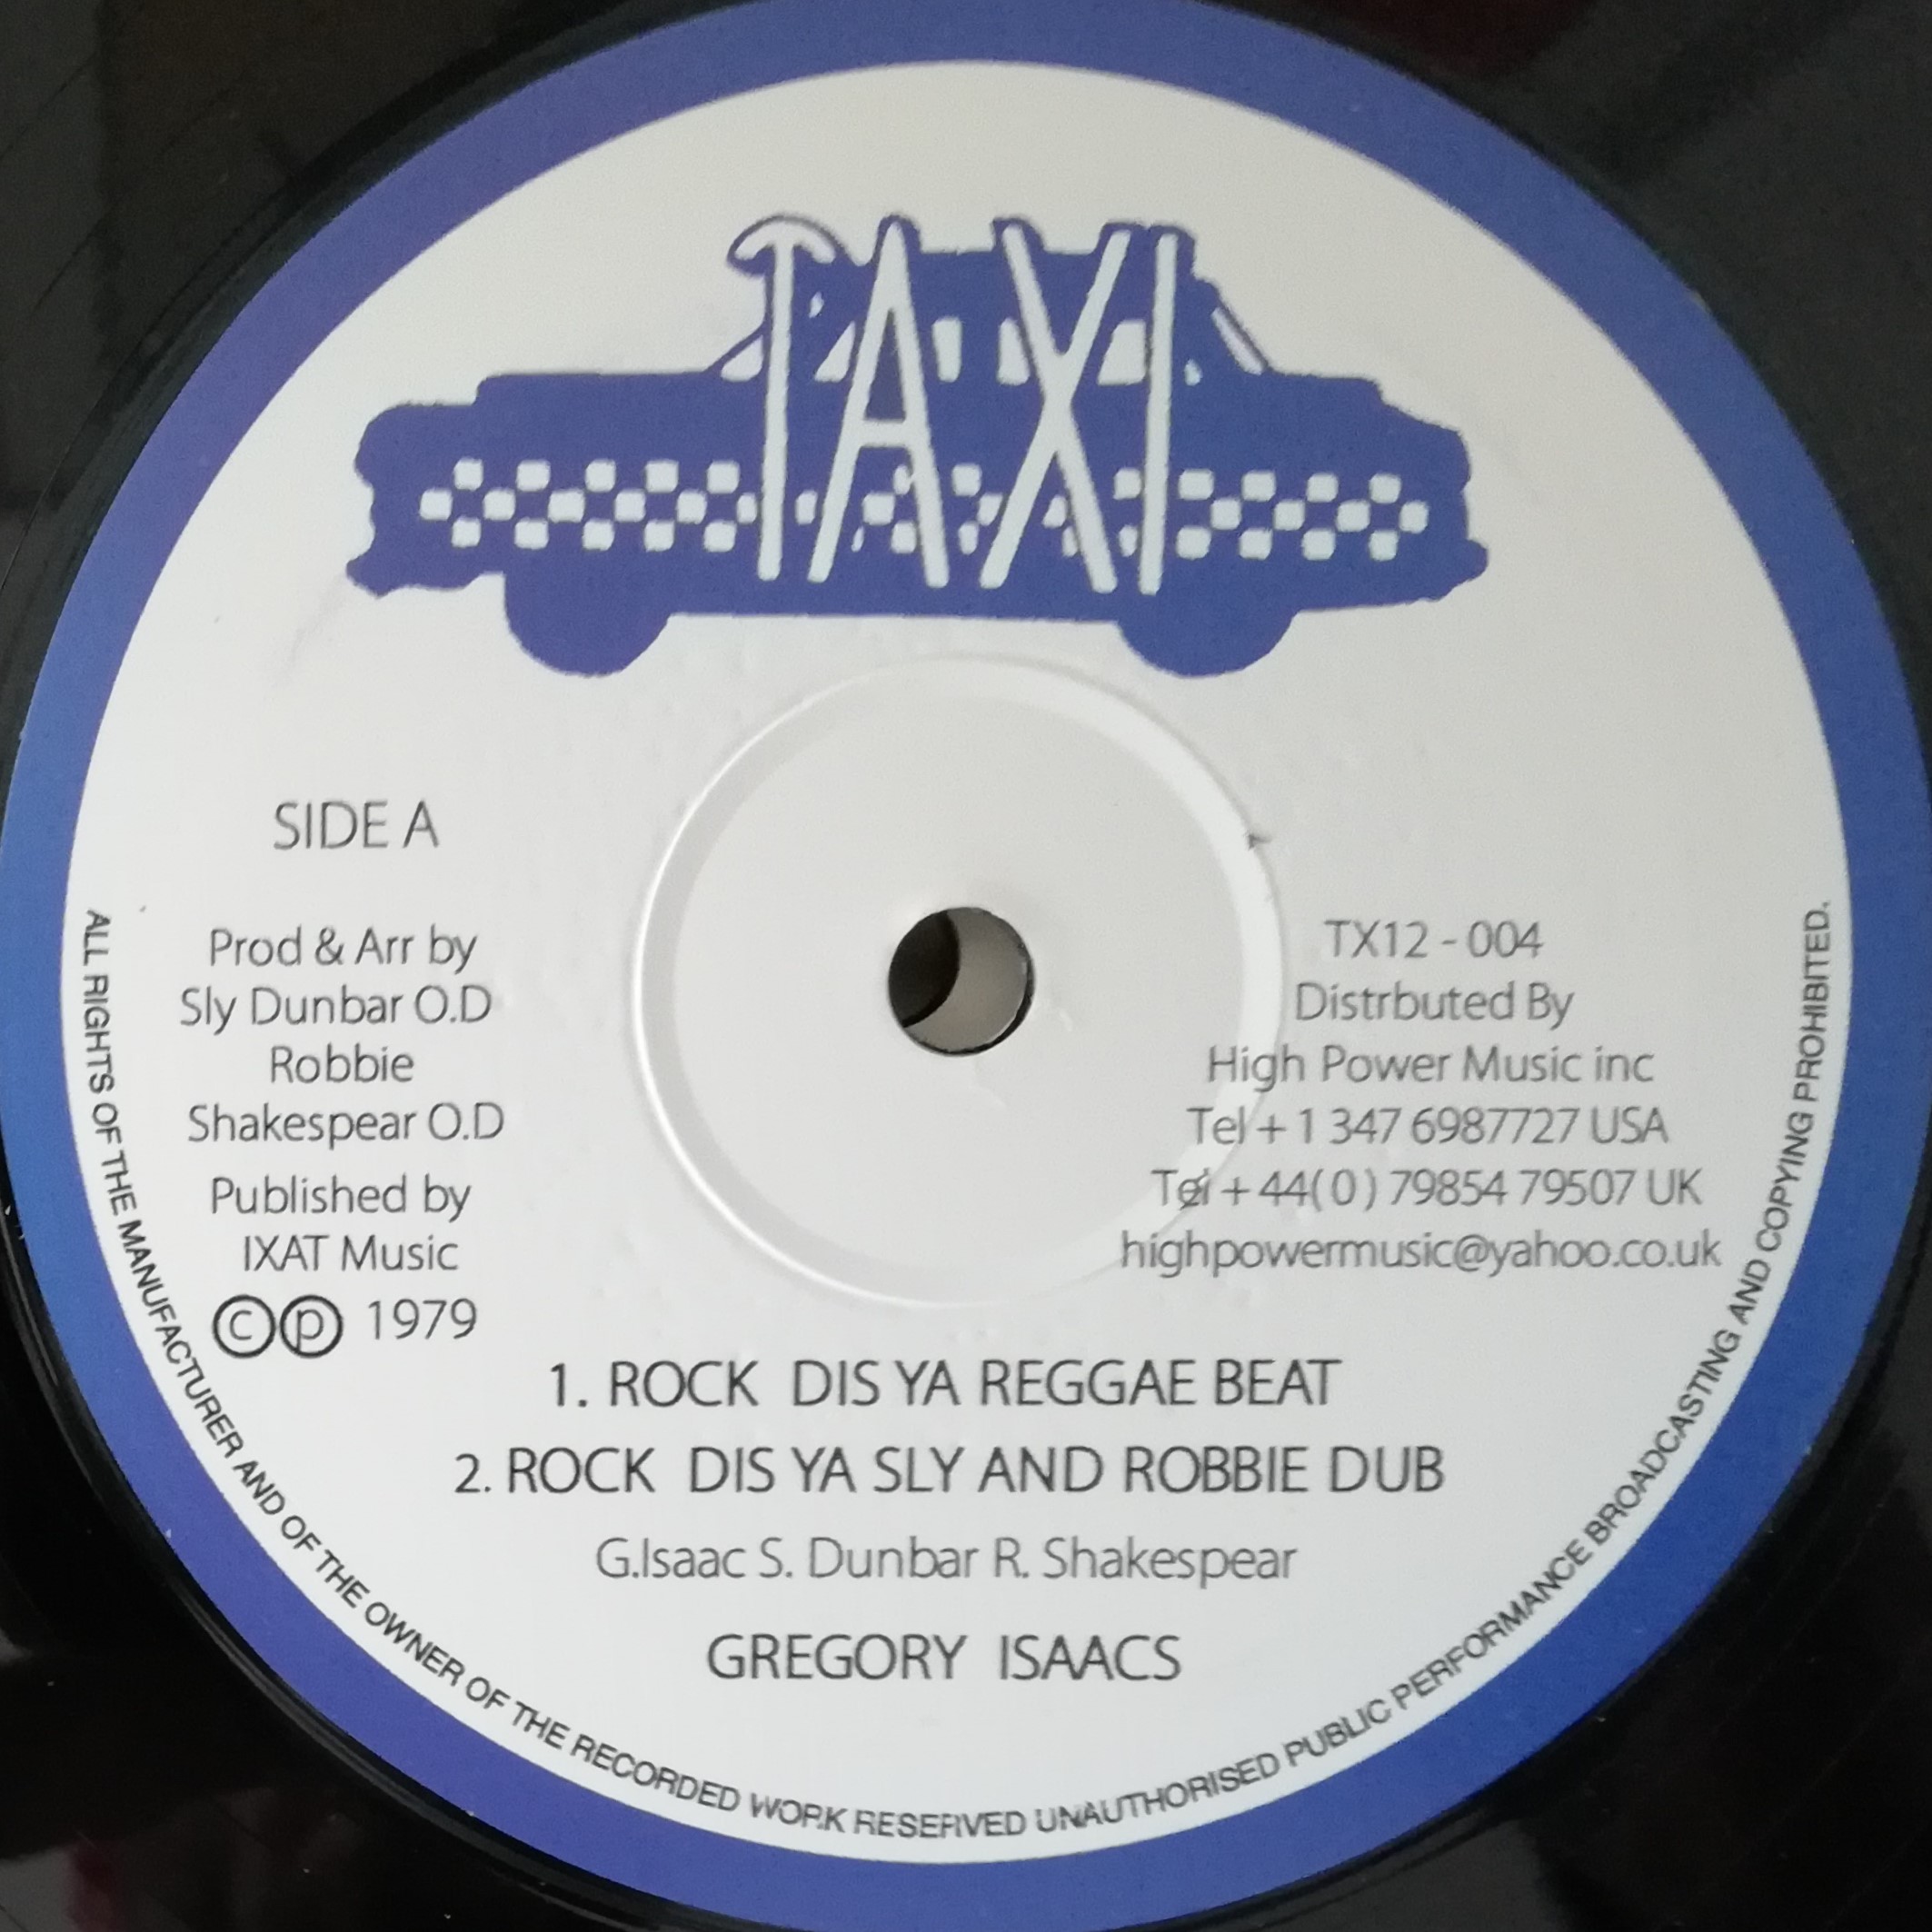 TAXI
SIDE A
Prod & Arr by
Sly Dunbar O.D
Robbie
Shakespear O.D
Published by
IXAT Music
©℗ 1979
TX12 - 004
Distrbuted By
High Power Music inc
Tel + 1 347 6987727 USA
Tel + 44( 0 ) 79854 79507 UK
highpowermusic@yahoo.co.uk
1. ROCK DIS YA REGGAE BEAT
2. ROCK DIS YA SLY AND ROBBIE DUB
G.Isaac S. Dunbar R. Shakespear
GREGORY ISAACS
ALL RIGHTS OF THE MANUFACTURER AND OF THE OWNER OF THE RECORDED WORK RESERVED UNAUTHORISED PUBLIC PERFORMANCE BROADCASTING AND COPYING PROHIBITED.